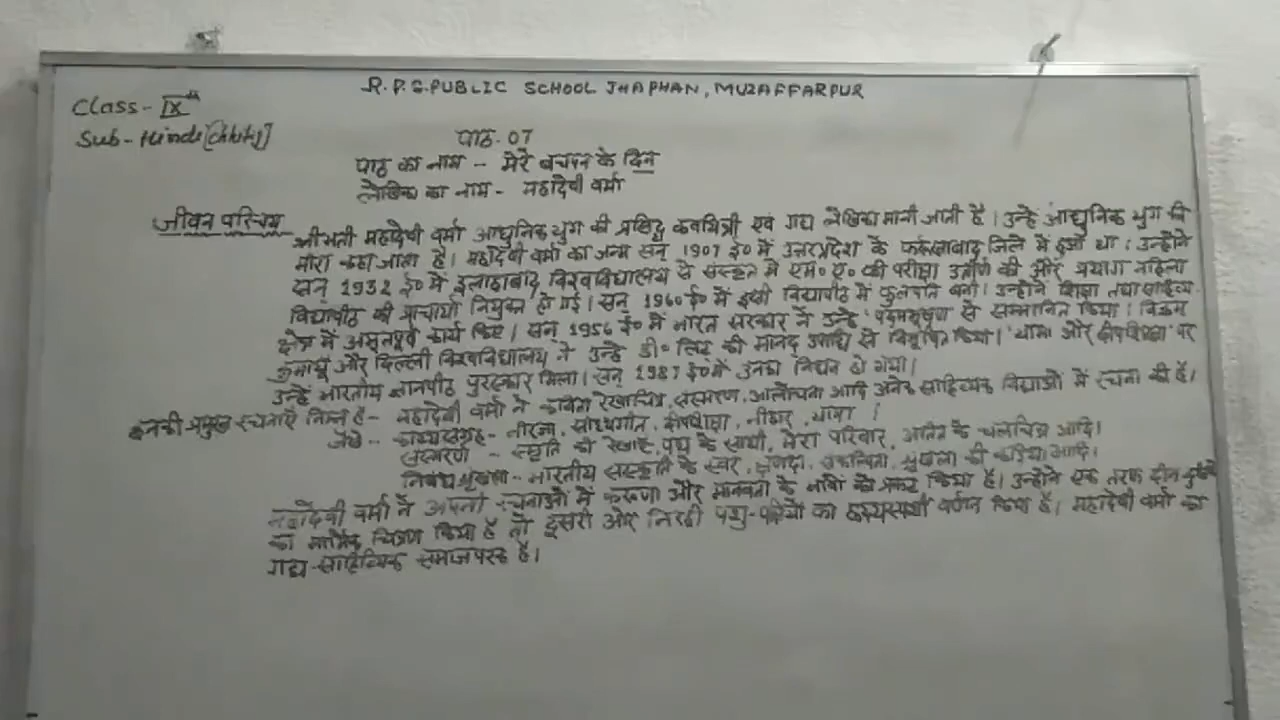 R.P.S.PUBLIC SCHOOL JHAPHAN, MUZAFFARPUR
Class - IXth
Sub - Hindi [Chhitij]
पाठ-07
पाठ का नाम - मेरे बचपन के दिन
लेखिका का नाम - महादेवी वर्मा
जीवन परिचय
श्रीमती महादेवी वर्मा आधुनिक युग की प्रसिद्ध कवयित्री एवं गद्य लेखिका मानी जाती है। उन्हें आधुनिक युग की
मीरा कहा जाता है। महादेवी वर्मा का जन्म सन् 1907 ई० में उत्तरप्रदेश के फर्रुखाबाद जिले में हुआ था। उन्होंने
सन् 1932 ई० में इलाहाबाद विश्वविद्यालय से संस्कृत में एम० ए० की परीक्षा उत्तीर्ण की और प्रयाग महिला
विद्यापीठ की प्राचार्या नियुक्त हो गई। सन् 1960 ई० में इसी विद्यापीठ में कुलपति बनी। उन्होंने शिक्षा तथा साहित्य
क्षेत्र में अभूतपूर्व कार्य किए। सन् 1956 ई० में भारत सरकार ने उन्हें 'पद्मभूषण' से सम्मानित किया। विक्रम
कुमायूं और दिल्ली विश्वविद्यालय ने उन्हें डी० लिट् की मानद उपाधि से विभूषित किया। यामा और दीपशिखा पर
उन्हें भारतीय ज्ञानपीठ पुरस्कार मिला। सन् 1987 ई० में उनका निधन हो गया।
इनकी प्रमुख रचनाएँ निम्न है - महादेवी वर्मा ने कविता रेखाचित्र, संस्मरण, आलोचना आदि अनेक साहित्यिक विद्याओं में रचना की है।
जैसे - काव्यसंग्रह - नीरजा, सांध्यगीत, दीपशिखा, नीहार, यामा।
संस्मरण - स्मृति की रेखाएँ, पथ के साथी, मेरा परिवार, अतित के चलचित्र आदि।
निबंध भारतीय संस्कृति के स्वर, क्षणदा, संकल्पिता, श्रृंखला की कड़ियाँ आदि।
महादेवी वर्मा ने अपनी रचनाओं में करुणा और मानवता के भावों को प्रकट किया है। उन्होंने एक तरफ दीन दुखियों
का मार्मिक चित्रण किया है तो दूसरी ओर निरीह पशु-पक्षियों का हृदयस्पर्शी वर्णन किया है। महादेवी वर्मा का
गद्य-साहित्यिक समाजपरक है।